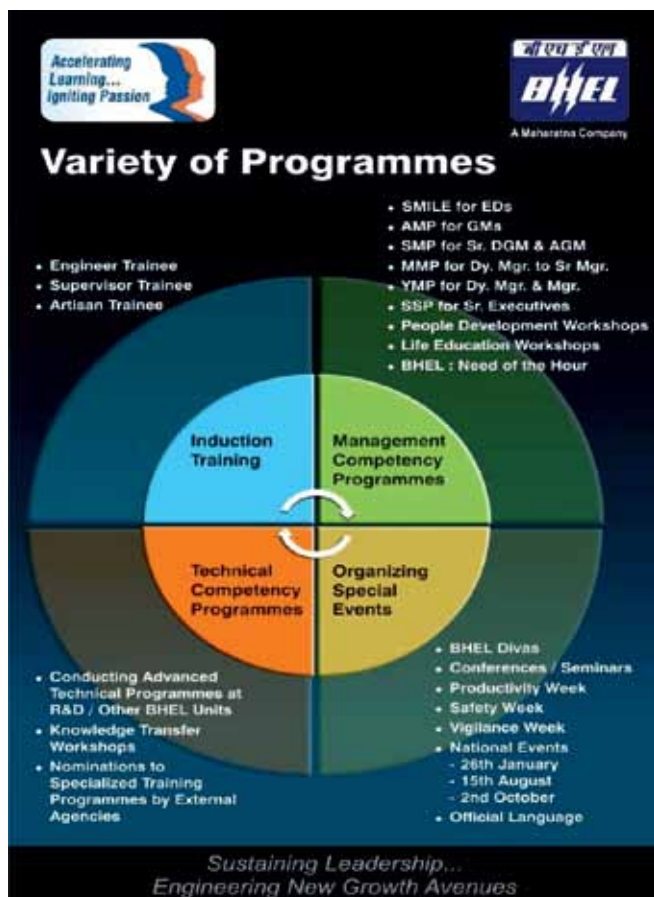 Accelerating
Learning...
Igniting Passion
बी एच ई एल
BHEL
A Maharatna Company
Variety of Programmes
• Engineer Trainee
• Supervisor Trainee
• Artisan Trainee
• SMILE for EDs
• AMP for GMs
• SMP for Sr. DGM & AGM
• MMP for Dy. Mgr. to Sr Mgr.
• YMP for Dy. Mgr. & Mgr.
• SSP for Sr. Executives
• People Development Workshops
• Life Education Workshops
• BHEL : Need of the Hour
Induction
Training
Management
Competency
Programmes
Technical
Competency
Programmes
Organizing
Special
Events
• Conducting Advanced
Technical Programmes at
R&D / Other BHEL Units
• Knowledge Transfer
Workshops
• Nominations to
Specialized Training
Programmes by External
Agencies
• BHEL Divas
• Conferences / Seminars
• Productivity Week
• Safety Week
• Vigilance Week
• National Events
- 26th January
- 15th August
- 2nd October
• Official Language
Sustaining Leadership...
Engineering New Growth Avenues